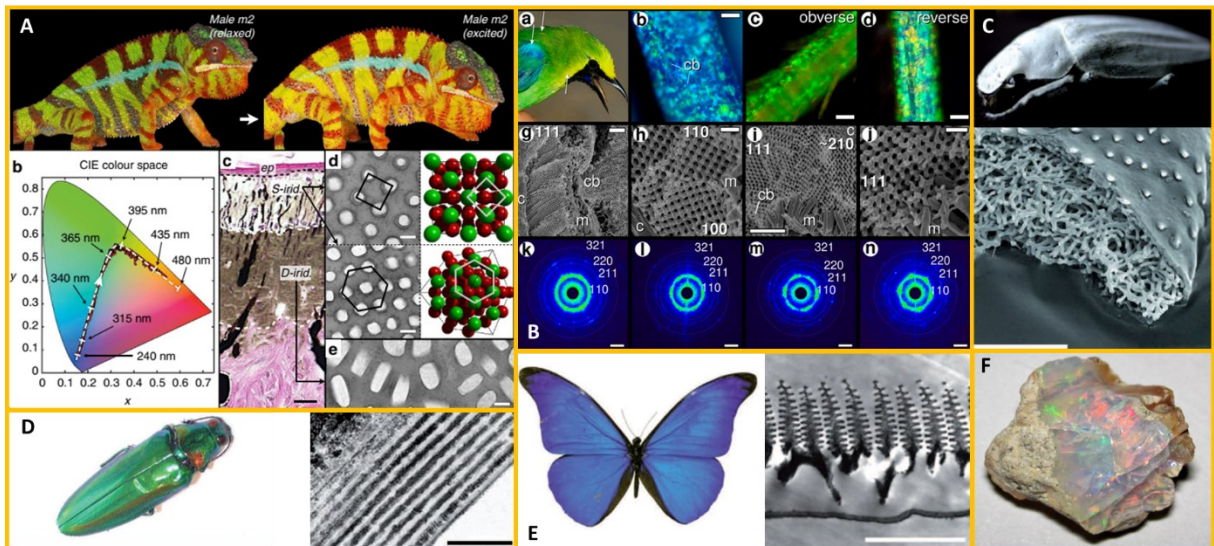 A
Male m2
(relaxed)
Male m2
(excited)
b
CIE colour space
0.8
0.7
0.6
0.5
y
0.4
0.3
0.2
0.1
0
395 nm
365 nm
435 nm
480 nm
340 nm
315 nm
240 nm
0 0.1 0.2 0.3 0.4 0.5 0.6 0.7
x
c
ep
S-irid.
D-irid.
d
e
a
b
cb
c
obverse
d
reverse
g
111
cb
c
m
h
110
m
c
100
i
c
111
~210
cb
m
j
111
m
k
321
220
211
110
l
321
220
211
110
m
321
220
211
110
n
321
220
211
110
B
C
D
E
F